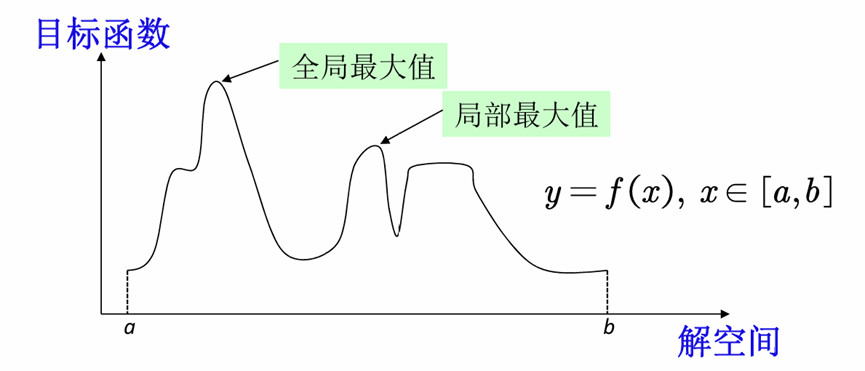 目标函数
全局最大值
局部最大值
y=f(x), x∈[a,b]
a
b
解空间